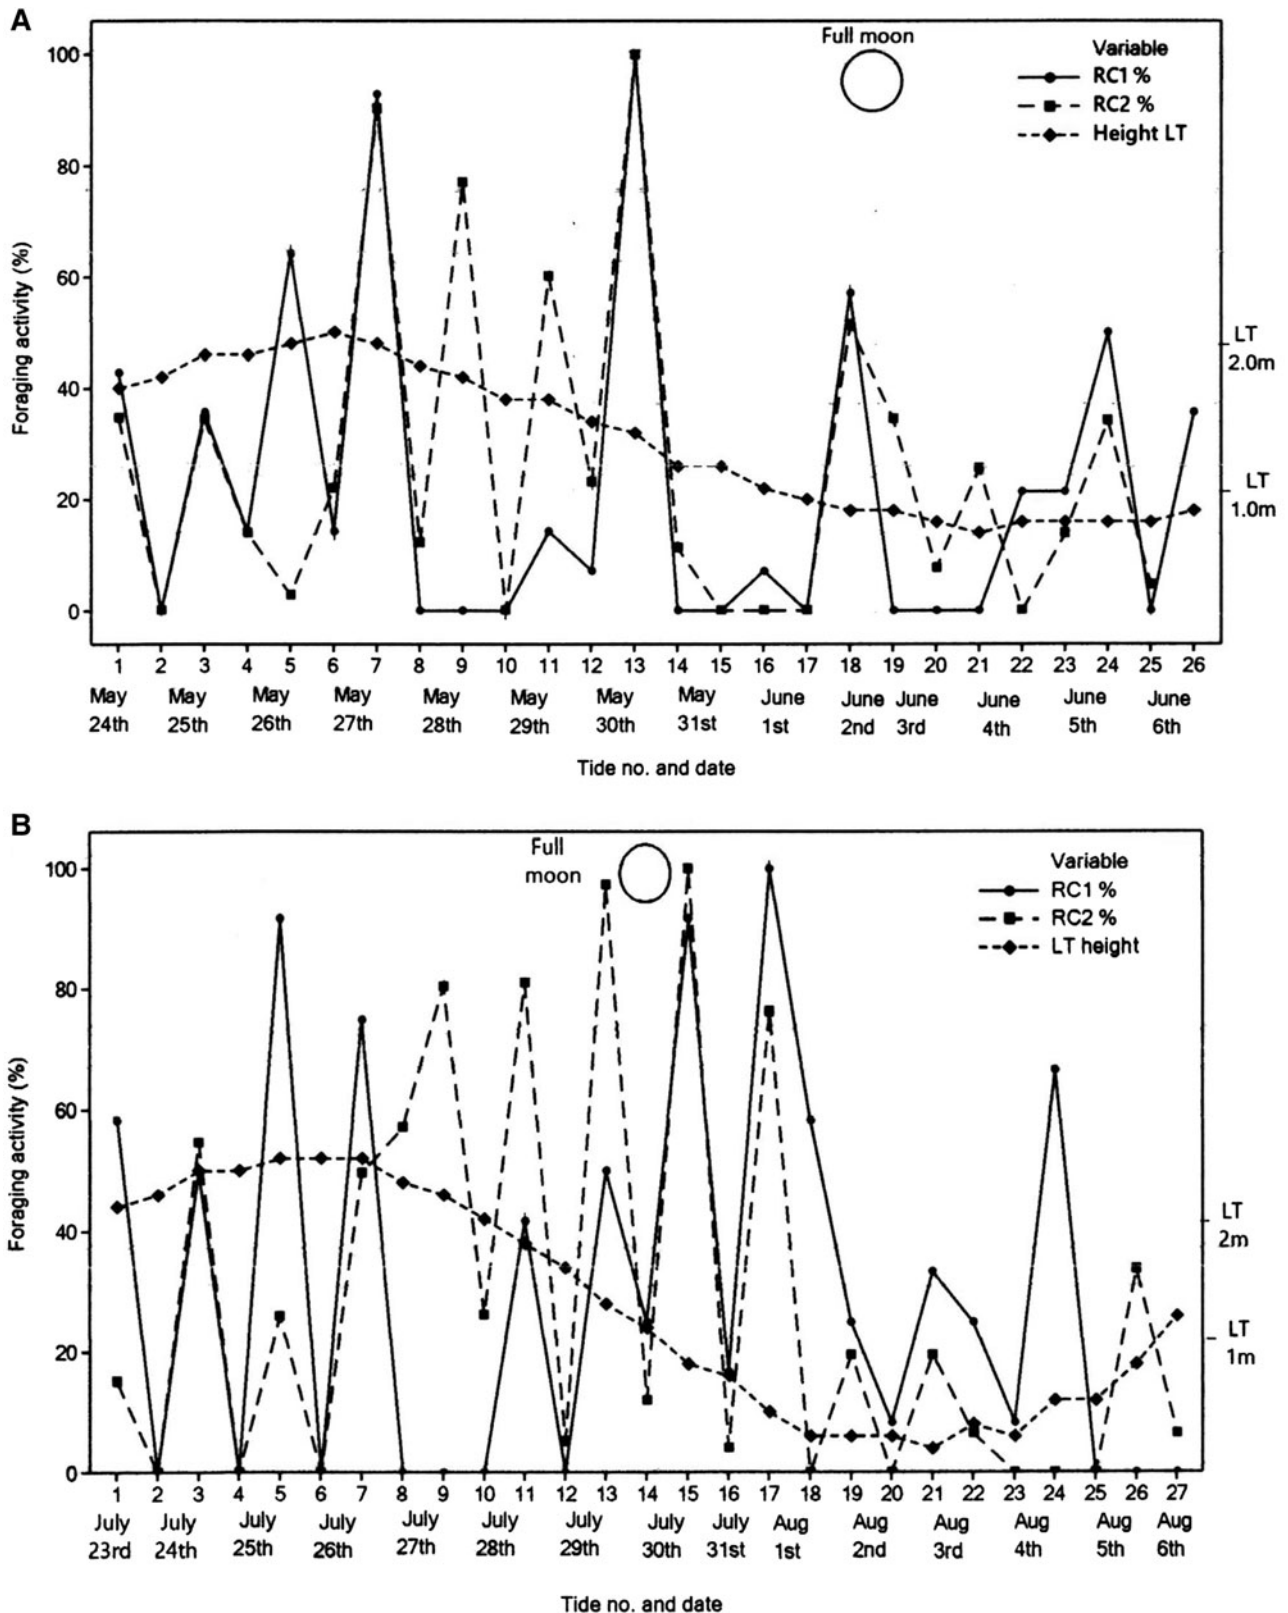 A
Full moon
Variable
RC1 %
RC2 %
Height LT
Foraging activity (%)
100
80
60
40
20
0
LT
2.0m
LT
1.0m
1 2 3 4 5 6 7 8 9 10 11 12 13 14 15 16 17 18 19 20 21 22 23 24 25 26
May May May May May May May May June June June June June June
24th 25th 26th 27th 28th 29th 30th 31st 1st 2nd 3rd 4th 5th 6th
Tide no. and date
B
Full
moon
Variable
RC1 %
RC2 %
LT height
Foraging activity (%)
100
80
60
40
20
0
LT
2m
LT
1m
1 2 3 4 5 6 7 8 9 10 11 12 13 14 15 16 17 18 19 20 21 22 23 24 25 26 27
July July July July July July July July July Aug Aug Aug Aug Aug Aug
23rd 24th 25th 26th 27th 28th 29th 30th 31st 1st 2nd 3rd 4th 5th 6th
Tide no. and date